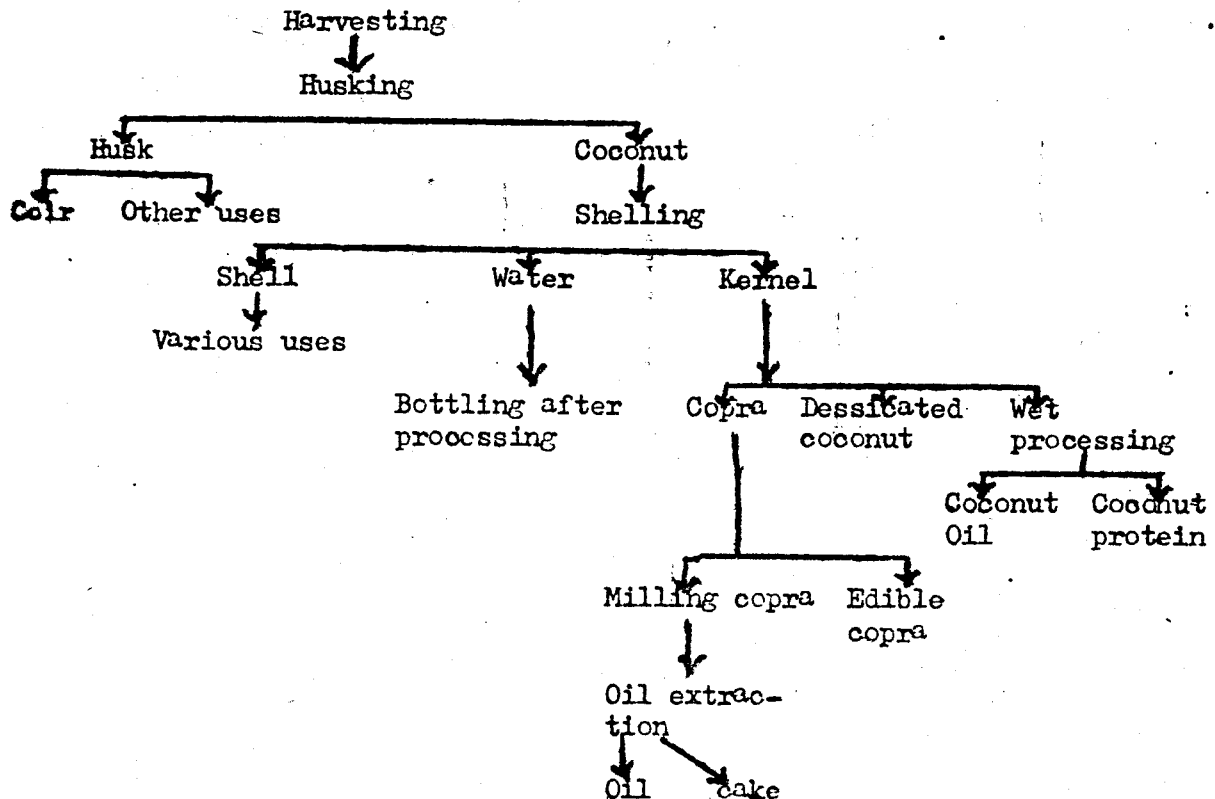 Harvesting
Husking
Husk
Coconut
Coir
Other uses
Shelling
Shell
Water
Kernel
Various uses
Bottling after
processing
Copra
Dessicated
coconut
Wet
processing
Coconut
Oil
Coconut
protein
Milling copra
Edible
copra
Oil extrac-
tion
Oil
cake